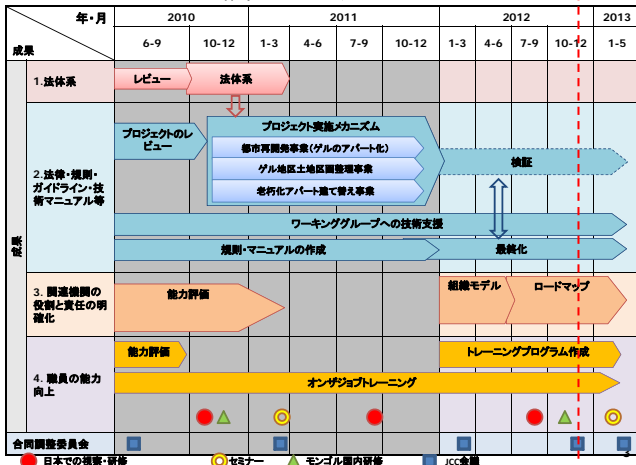 年・月
成果
2010
2011
2012
2013
6-9
10-12
1-3
4-6
7-9
10-12
1-3
4-6
7-9
10-12
1-5
成果
1.法体系
レビュー
法体系
2.法律・規則・
ガイドライン・技
術マニュアル等
プロジェクトのレ
ビュー
プロジェクト実施メカニズム
都市再開発事業(ゲルのアパート化)
ゲル地区土地区画整理事業
老朽化アパート建て替え事業
検証
ワーキンググループへの技術支援
規則・マニュアルの作成
最終化
3. 関連機関の
役割と責任の明
確化
能力評価
組織モデル
ロードマップ
4. 職員の能力
向上
能力評価
トレーニングプログラム作成
オンザジョブトレーニング
合同調整委員会
日本での視察・研修
セミナー
モンゴル国内研修
JCC会議
3